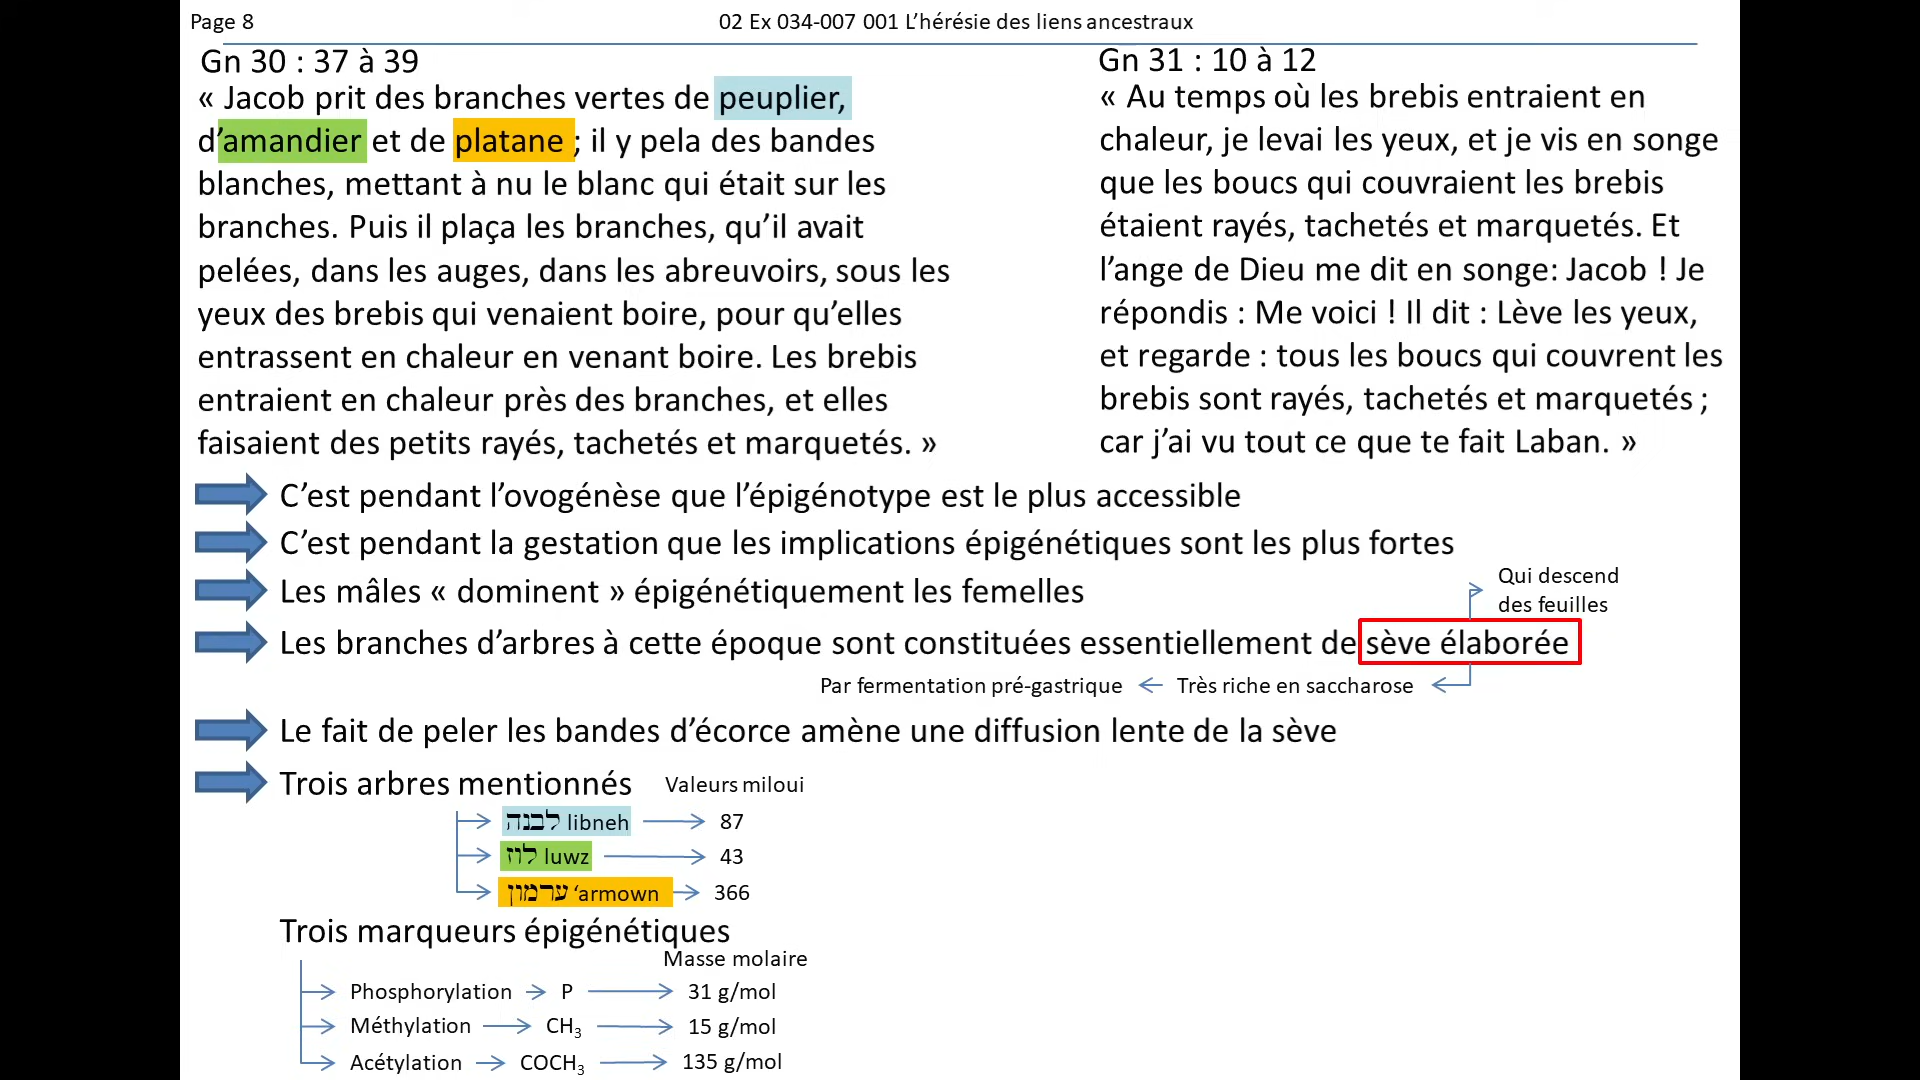 Page 8
02 Ex 034-007 001 L’hérésie des liens ancestraux
Gn 30 : 37 à 39
« Jacob prit des branches vertes de peuplier,
d’amandier et de platane ; il y pela des bandes
blanches, mettant à nu le blanc qui était sur les
branches. Puis il plaça les branches, qu’il avait
pelées, dans les auges, dans les abreuvoirs, sous les
yeux des brebis qui venaient boire, pour qu’elles
entrassent en chaleur en venant boire. Les brebis
entraient en chaleur près des branches, et elles
faisaient des petits rayés, tachetés et marquetés. »
Gn 31 : 10 à 12
« Au temps où les brebis entraient en
chaleur, je levai les yeux, et je vis en songe
que les boucs qui couvraient les brebis
étaient rayés, tachetés et marquetés. Et
l’ange de Dieu me dit en songe: Jacob ! Je
répondis : Me voici ! Il dit : Lève les yeux,
et regarde : tous les boucs qui couvrent les
brebis sont rayés, tachetés et marquetés ;
car j’ai vu tout ce que te fait Laban. »
C’est pendant l’ovogénèse que l’épigénotype est le plus accessible
C’est pendant la gestation que les implications épigénétiques sont les plus fortes
Les mâles « dominent » épigénétiquement les femelles
Qui descend
des feuilles
Les branches d’arbres à cette époque sont constituées essentiellement de sève élaborée
Par fermentation pré-gastrique
Très riche en saccharose
Le fait de peler les bandes d’écorce amène une diffusion lente de la sève
Trois arbres mentionnés
Valeurs miloui
לבנה libneh 87
לוז luwz 43
ערמון ‘armown 366
Trois marqueurs épigénétiques
Masse molaire
Phosphorylation P 31 g/mol
Méthylation CH₃ 15 g/mol
Acétylation COCH₃ 135 g/mol